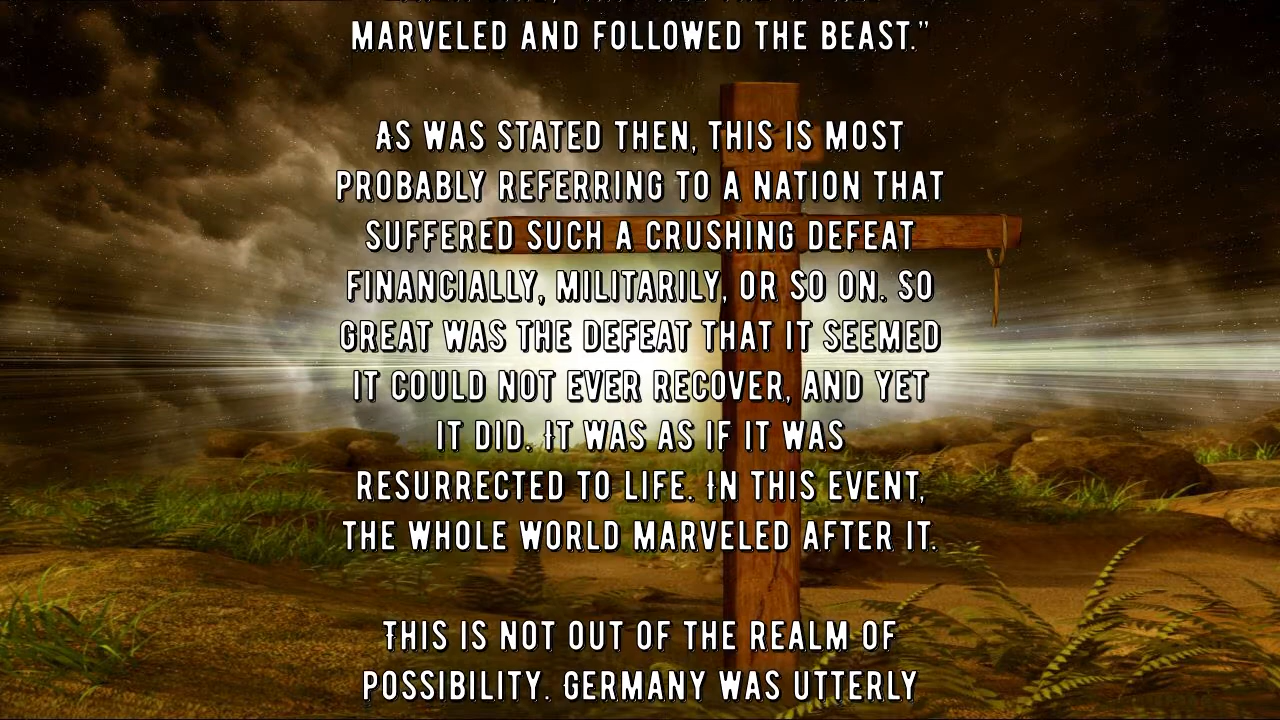 MARVELED AND FOLLOWED THE BEAST."
AS WAS STATED THEN, THIS IS MOST
PROBABLY REFERRING TO A NATION THAT
SUFFERED SUCH A CRUSHING DEFEAT
FINANCIALLY, MILITARILY, OR SO ON. SO
GREAT WAS THE DEFEAT THAT IT SEEMED
IT COULD NOT EVER RECOVER, AND YET
IT DID. IT WAS AS IF IT WAS
RESURRECTED TO LIFE. IN THIS EVENT,
THE WHOLE WORLD MARVELED AFTER IT.
THIS IS NOT OUT OF THE REALM OF
POSSIBILITY. GERMANY WAS UTTERLY